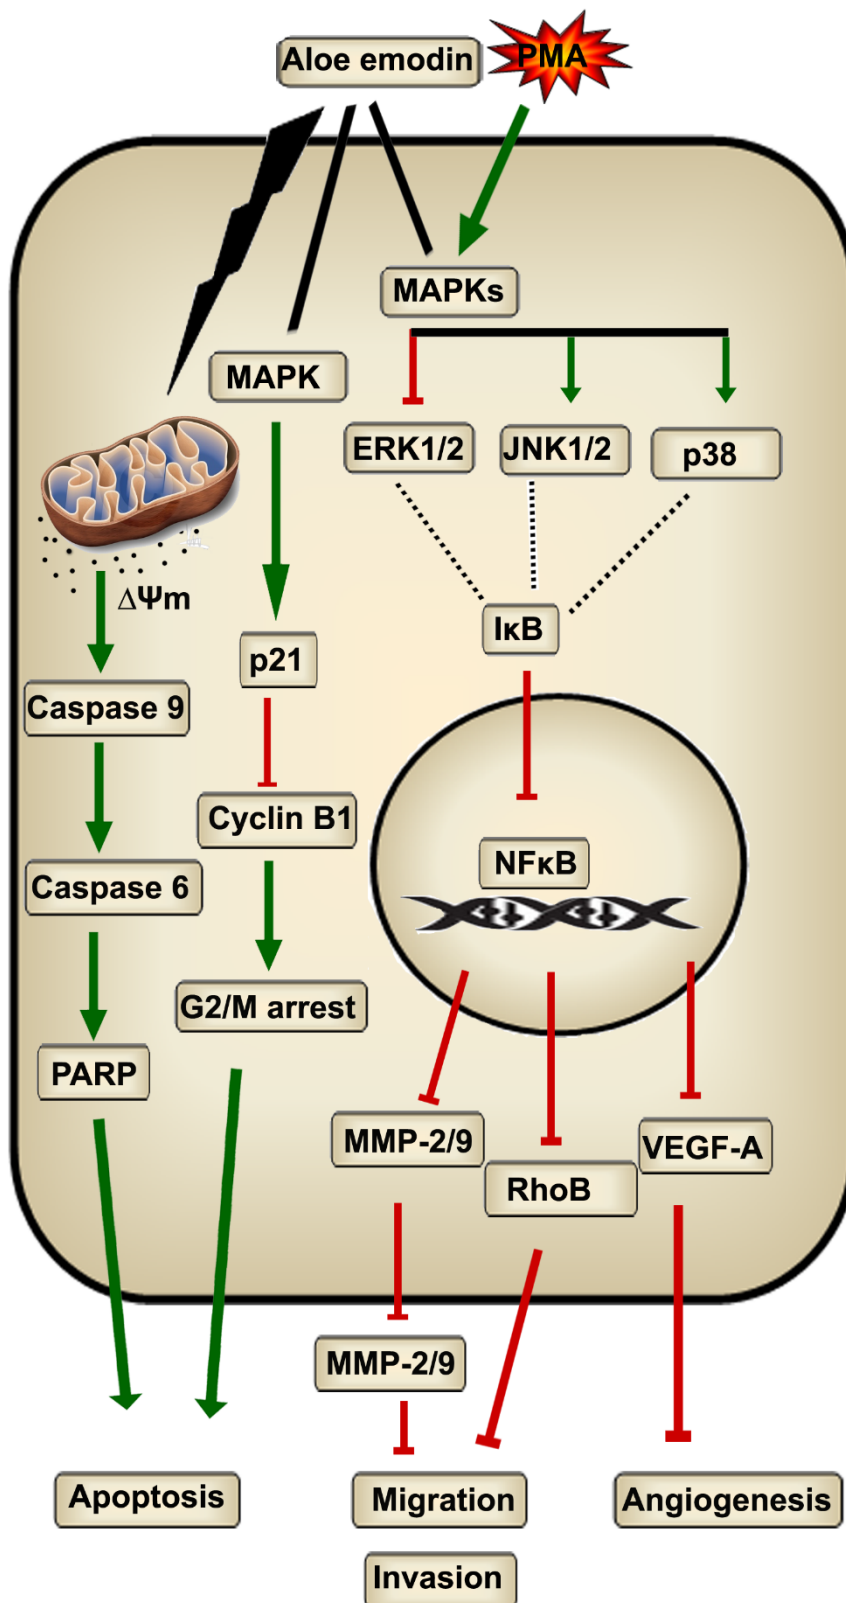 Aloe emodin
PMA
MAPKs
MAPK
ERK1/2
JNK1/2
p38
ΔΨm
IκB
p21
Caspase 9
Cyclin B1
NFκB
Caspase 6
G2/M arrest
PARP
MMP-2/9
RhoB
VEGF-A
MMP-2/9
Apoptosis
Migration
Angiogenesis
Invasion